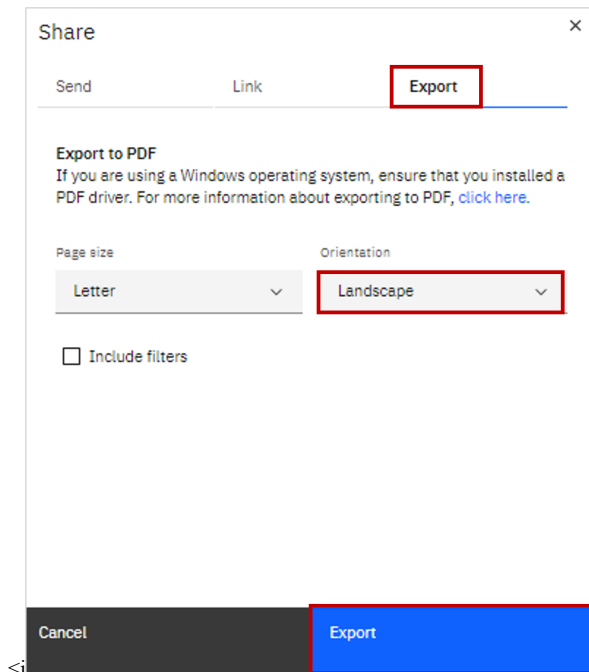 Share
×
Send Link Export
Export to PDF
If you are using a Windows operating system, ensure that you installed a
PDF driver. For more information about exporting to PDF, click here.
Page size Orientation
Letter Landscape
Include filters
Cancel Export
<i